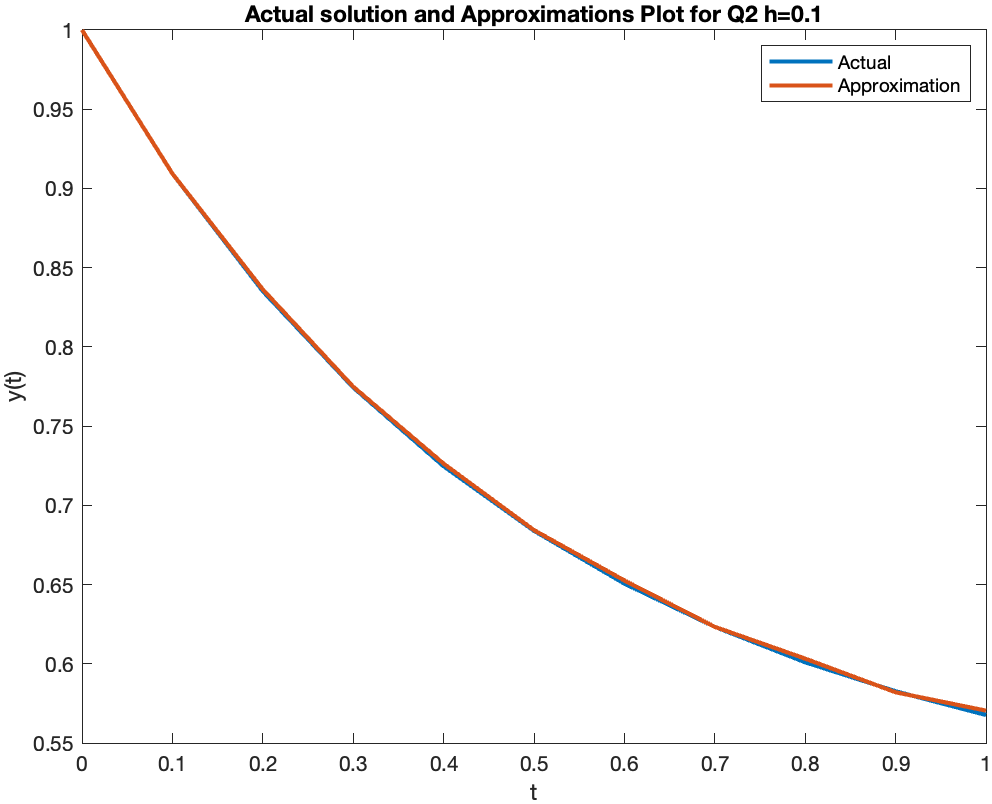 Actual solution and Approximations Plot for Q2 h=0.1
Actual
Approximation
1
0.95
0.9
0.85
0.8
0.75
0.7
0.65
0.6
0.55
y(t)
0 0.1 0.2 0.3 0.4 0.5 0.6 0.7 0.8 0.9 1
t